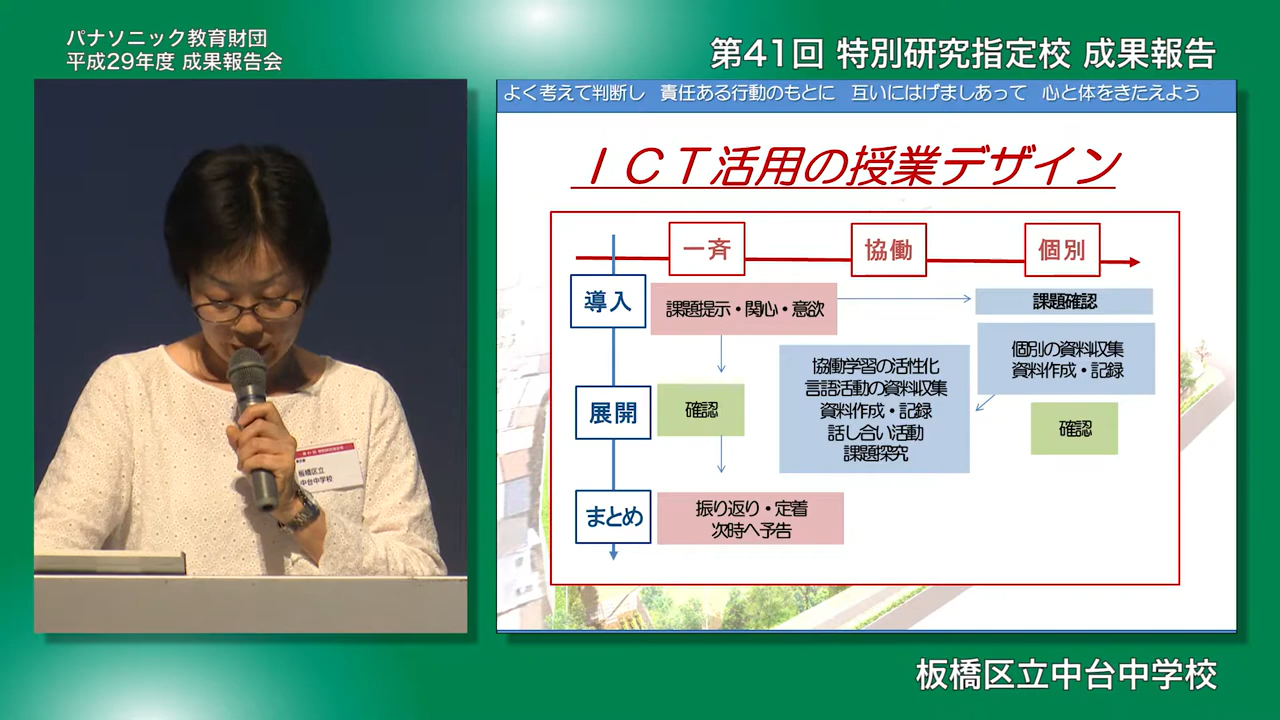 パナソニック教育財団
平成29年度 成果報告会
第41回 特別研究指定校 成果報告
よく考えて判断し 責任ある行動のもとに 互いにはげましあって 心と体をきたえよう
ICT活用の授業デザイン
一斉
協働
個別
導入
課題提示・関心・意欲
課題確認
個別の資料収集
資料作成・記録
協働学習の活性化
言語活動の資料収集
資料作成・記録
話し合い活動
課題探究
展開
確認
確認
まとめ
振り返り・定着
次時へ予告
板橋区立
中台中学校
板橋区立中台中学校